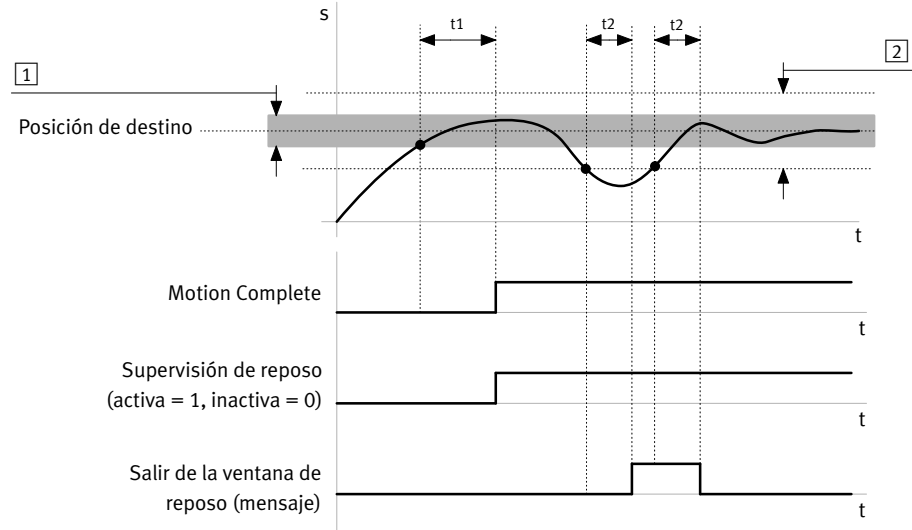 s
t1
t2
t2
1
2
Posición de destino
t
Motion Complete
t
Supervisión de reposo
(activa = 1, inactiva = 0)
t
Salir de la ventana de
reposo (mensaje)
t